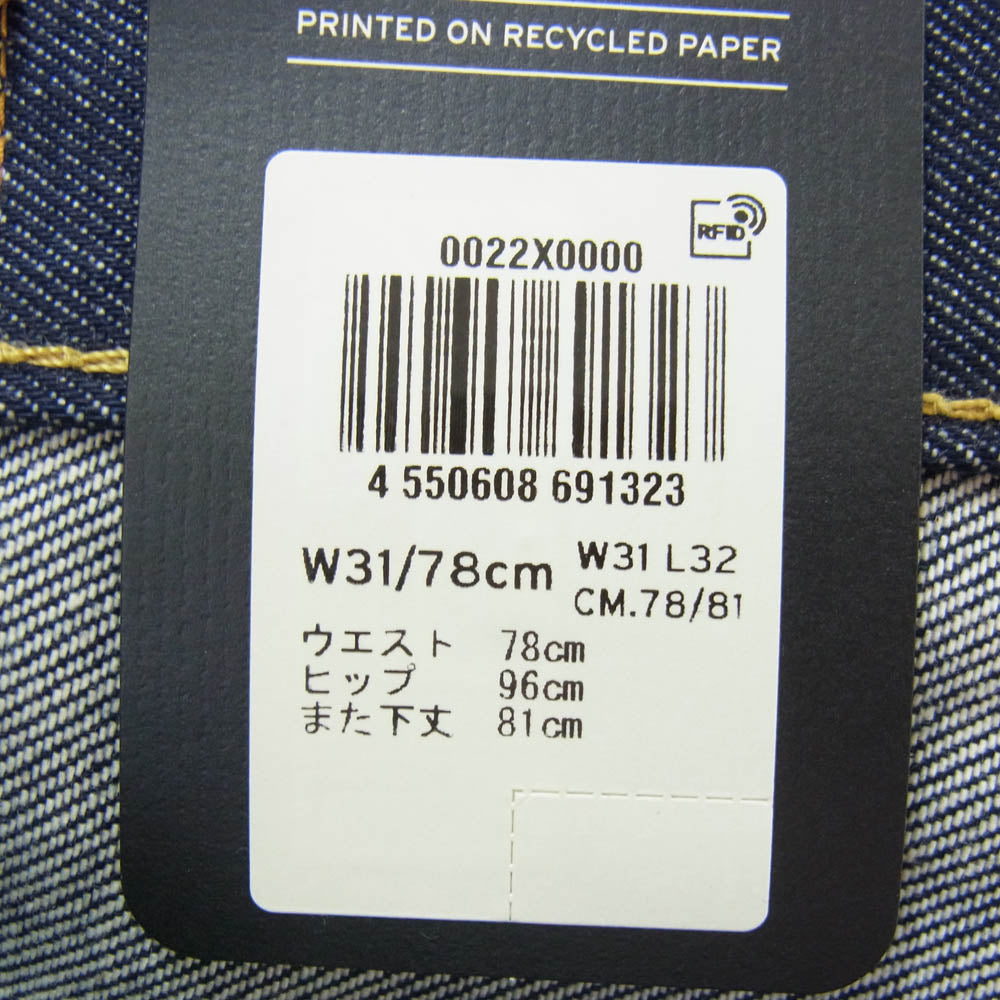 PRINTED ON RECYCLED PAPER
RFID
0022X0000
4 550608 691323
W31/78cm
W31 L32
CM.78/81
ウエスト 78cm
ヒップ 96cm
また下丈 81cm